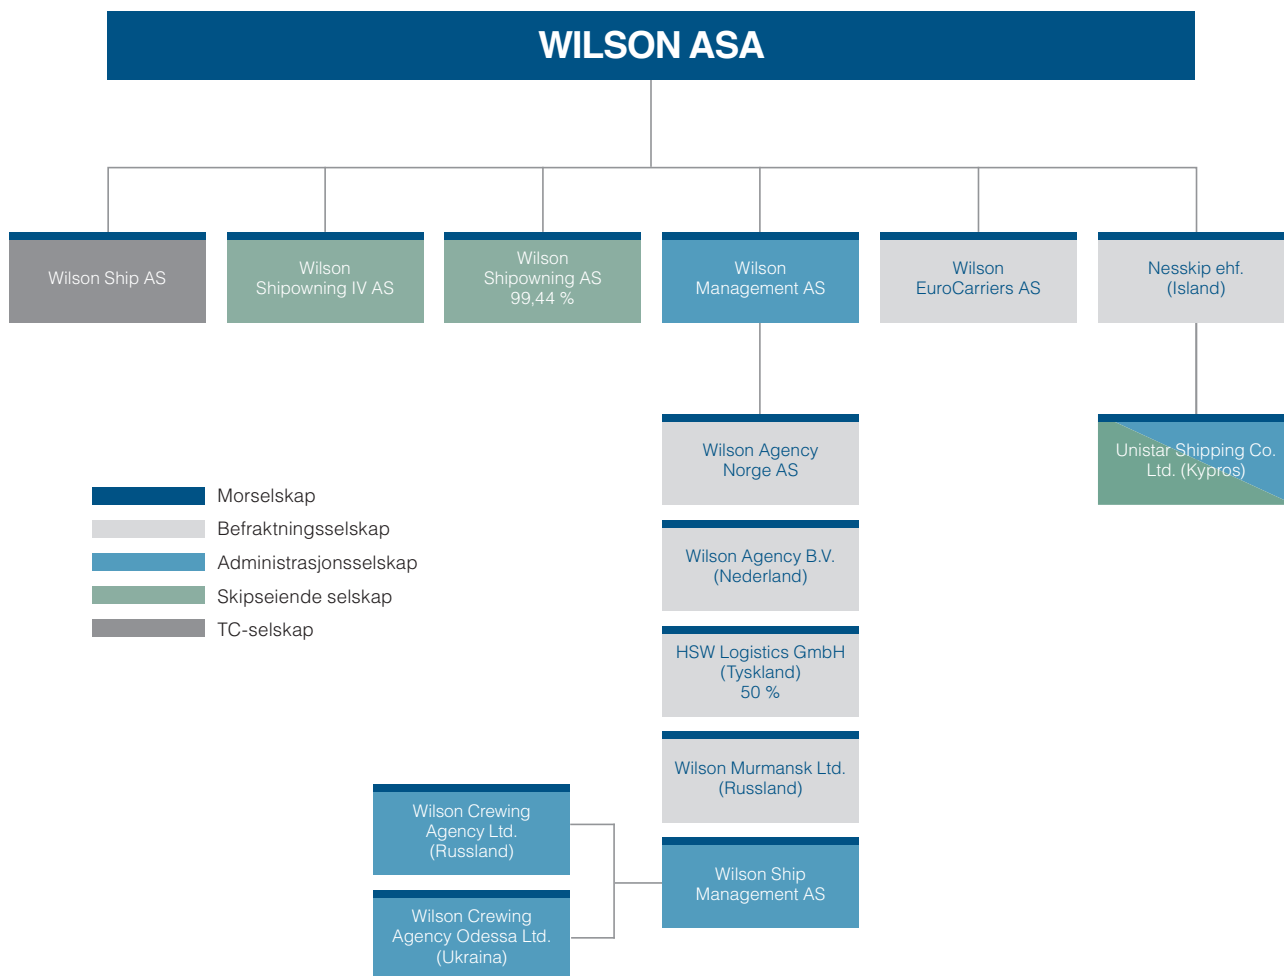 WILSON ASA
Wilson Ship AS
Wilson
Shipowning IV AS
Wilson
Shipowning AS
99,44 %
Wilson
Management AS
Wilson
EuroCarriers AS
Nesskip ehf.
(Island)
Wilson Agency
Norge AS
Unistar Shipping Co.
Ltd. (Kypros)
Morselskap
Befraktningsselskap
Administrasjonsselskap
Skipseiende selskap
TC-selskap
Wilson Agency B.V.
(Nederland)
HSW Logistics GmbH
(Tyskland)
50 %
Wilson Murmansk Ltd.
(Russland)
Wilson Crewing
Agency Ltd.
(Russland)
Wilson Ship
Management AS
Wilson Crewing
Agency Odessa Ltd.
(Ukraina)